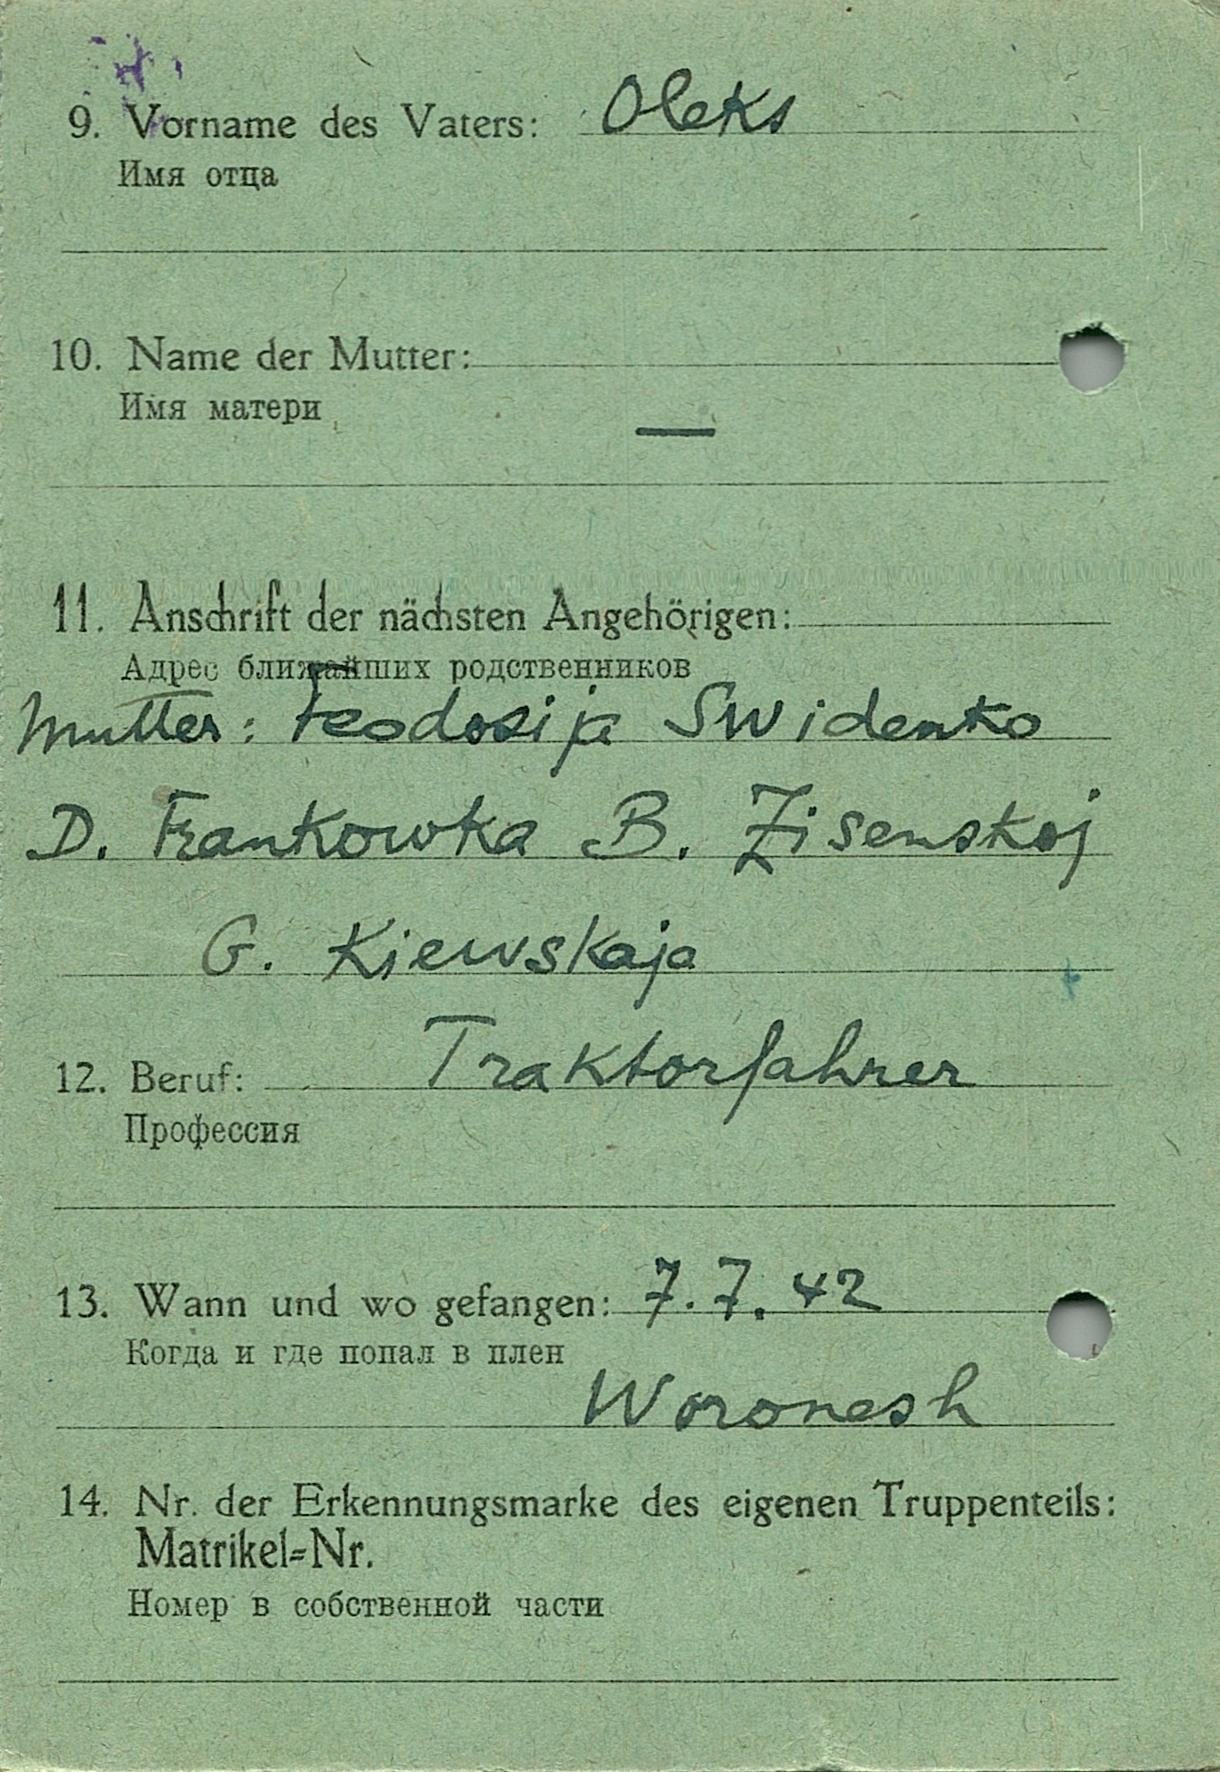 9. Vorname des Vaters: Oleks
Имя отца
10. Name der Mutter:
Имя матери
—
11. Anschrift der nächsten Angehörigen:
Адрес ближайших родственников
Mutter: Feodosija Swidenko
D. Frankowka B. Zisenskoj
G. Kiewskaja
12. Beruf: Traktorfahrer
Профессия
13. Wann und wo gefangen: 7.7.42
Когда и где попал в плен
Woronesh
14. Nr. der Erkennungsmarke des eigenen Truppenteils:
Matrikel=Nr.
Номер в собственной части